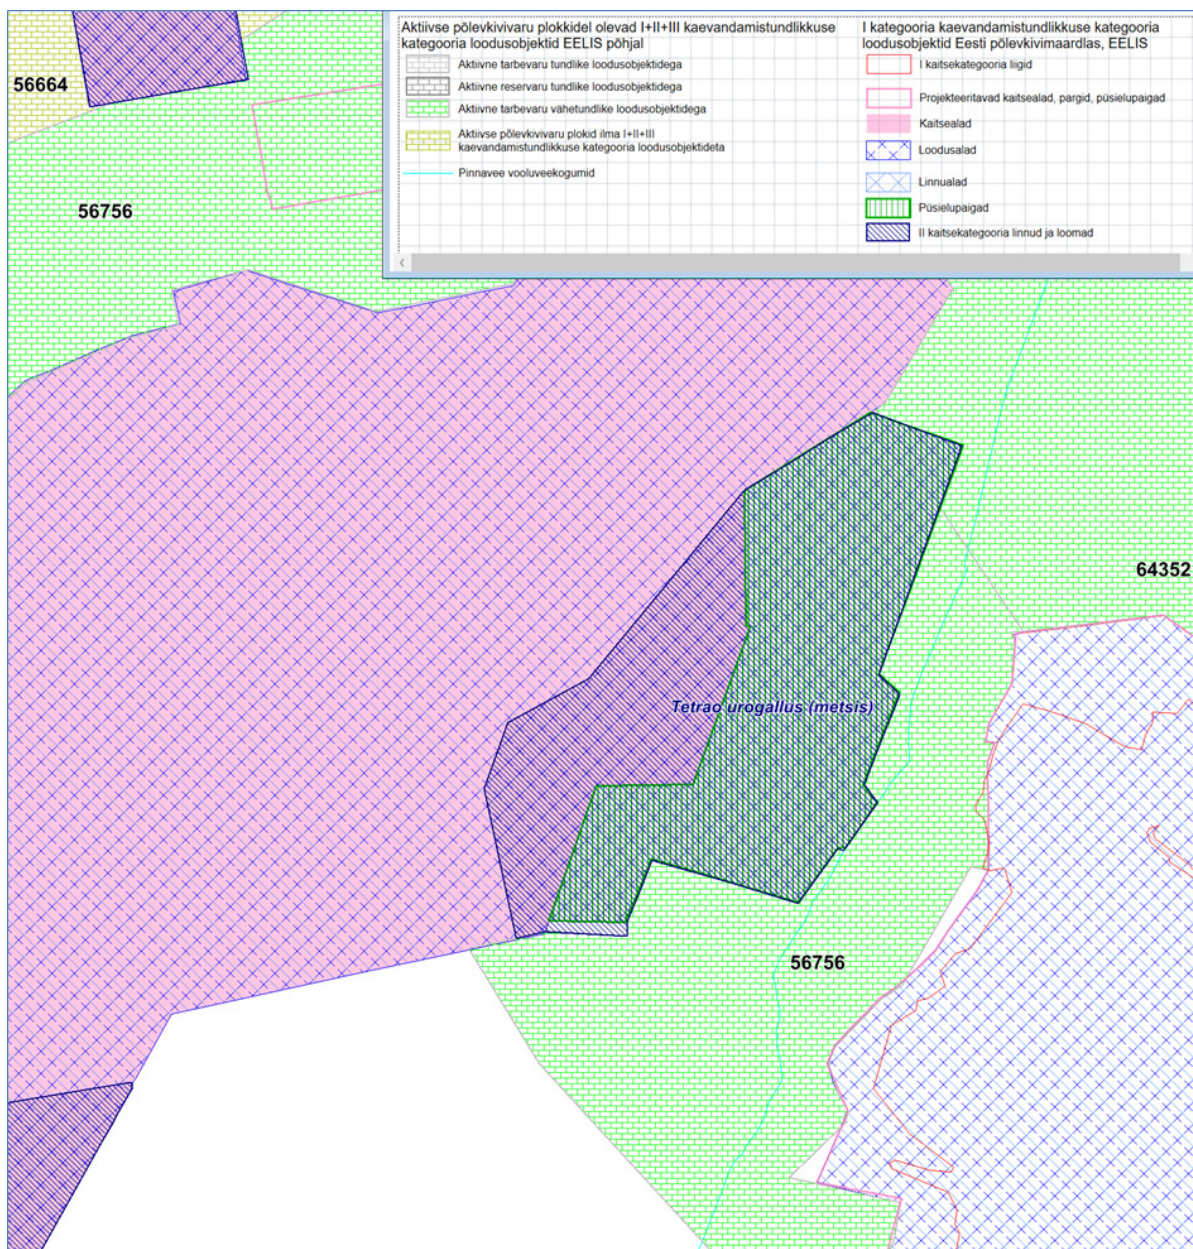 Aktiivse põlevkivivaru plokkidel olevad I+II+III kaevandamistundlikkuse
kategooria loodusobjektid EELIS põhjal
Aktiivne tarbevaru tundlike loodusobjektidega
Aktiivne reservaru tundlike loodusobjektidega
Aktiivne tarbevaru vähetundlike loodusobjektidega
Aktiivse põlevkivivaru plokid ilma I+II+III
kaevandamistundlikkuse kategooria loodusobjektideta
Pinnavee vooluveekogumid
I kategooria kaevandamistundlikkuse kategooria
loodusobjektid Eesti põlevkivimaardlas, EELIS
I kaitsekategooria liigid
Projekteeritavad kaitsealad, pargid, püsielupaigad
Kaitsealad
Loodusalad
Linnualad
Püsielupaigad
II kaitsekategooria linnud ja loomad
56664
56756
64352
Tetrao urogallus (metsis)
56756